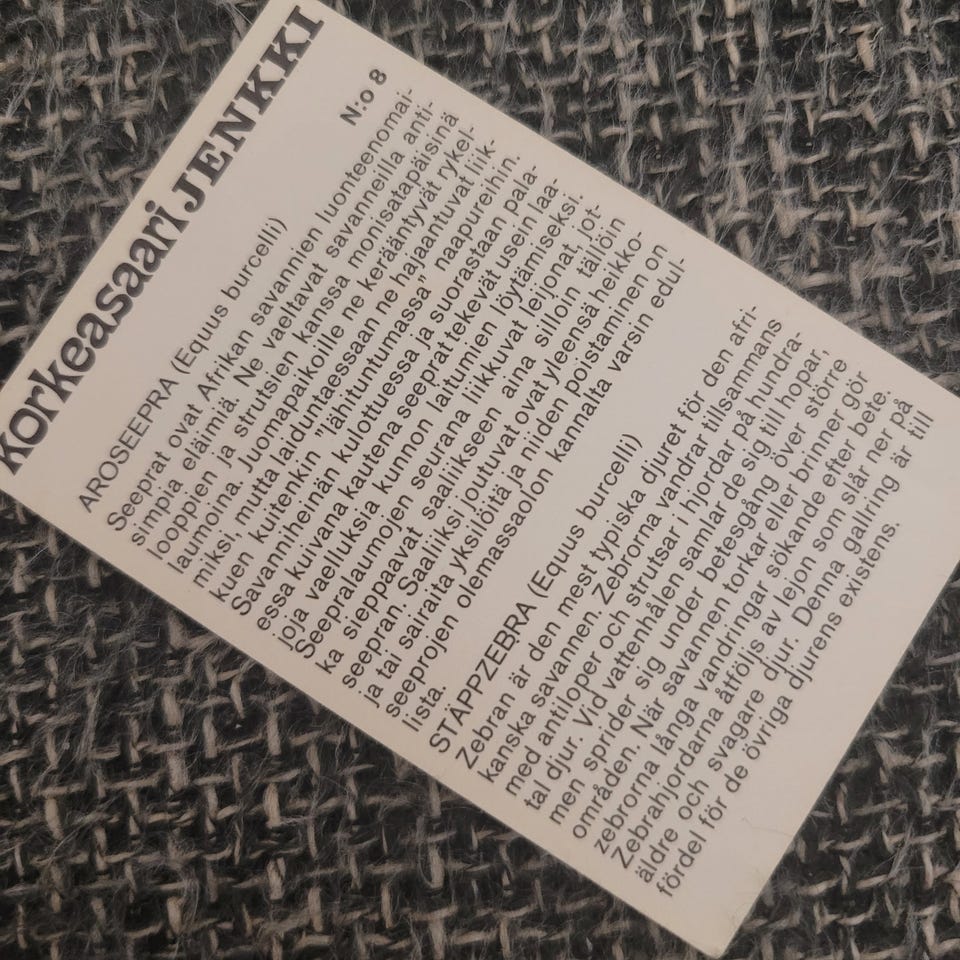 Korkeasaari JENKKI
N:o 8
AROSEEPRA (Equus burcelli)
Seeprat ovat Afrikan savannien luonteenomai-
simpia eläimiä. Ne vaeltavat savanneilla anti-
looppien ja strutsien kanssa monisatapäisinä
laumoina. Juomapaikoille ne kerääntyvät rykel-
miksi, mutta laiduntaessaan ne hajaantuvat liik-
kuen kuitenkin "lähituntumassa" naapureihin.
Savanniheinän kulottuessa ja suorastaan pala-
essa kuivana kautena seeprat tekevät usein laa-
joja vaelluksia kunnon laitumien löytämiseksi.
Seepralaumojen seurana liikkuvat leijonat, jot-
ka sieppaavat saaliikseen aina silloin tällöin
seepran. Saaliiksi joutuvat ovat yleensä heikko-
ja tai sairaita yksilöitä ja niiden poistaminen on
seeprojen olemassaolon kannalta varsin edul-
lista.
STÄPPZEBRA (Equus burcelli)
Zebran är den mest typiska djuret för den afri-
kanska savannen. Zebrorna vandrar tillsammans
med antiloper och strutsar i hjordar på hundra-
tal djur. Vid vattenhålen samlar de sig till hopar,
men sprider sig under betesgång över större
områden. När savannen torkar eller brinner gör
zebrorna långa vandringar sökande efter bete.
Zebrahjordarna åtföljs av lejon som slår ner på
äldre och svagare djur. Denna gallring är till
fördel för de övriga djurens existens.